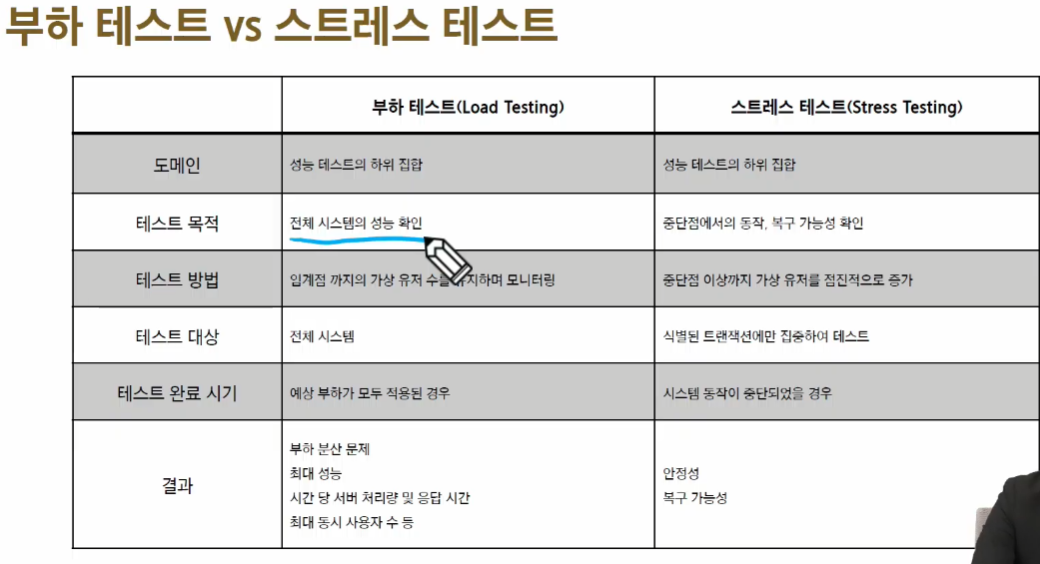 부하 테스트 vs 스트레스 테스트
부하 테스트(Load Testing)
스트레스 테스트(Stress Testing)
도메인
성능 테스트의 하위 집합
성능 테스트의 하위 집합
테스트 목적
전체 시스템의 성능 확인
중단점에서의 동작, 복구 가능성 확인
테스트 방법
임계점 까지의 가상 유저 수를 유지하며 모니터링
중단점 이상까지 가상 유저를 점진적으로 증가
테스트 대상
전체 시스템
식별된 트랜잭션에만 집중하여 테스트
테스트 완료 시기
예상 부하가 모두 적용된 경우
시스템 동작이 중단되었을 경우
결과
부하 분산 문제
최대 성능
시간 당 서버 처리량 및 응답 시간
최대 동시 사용자 수 등
안정성
복구 가능성